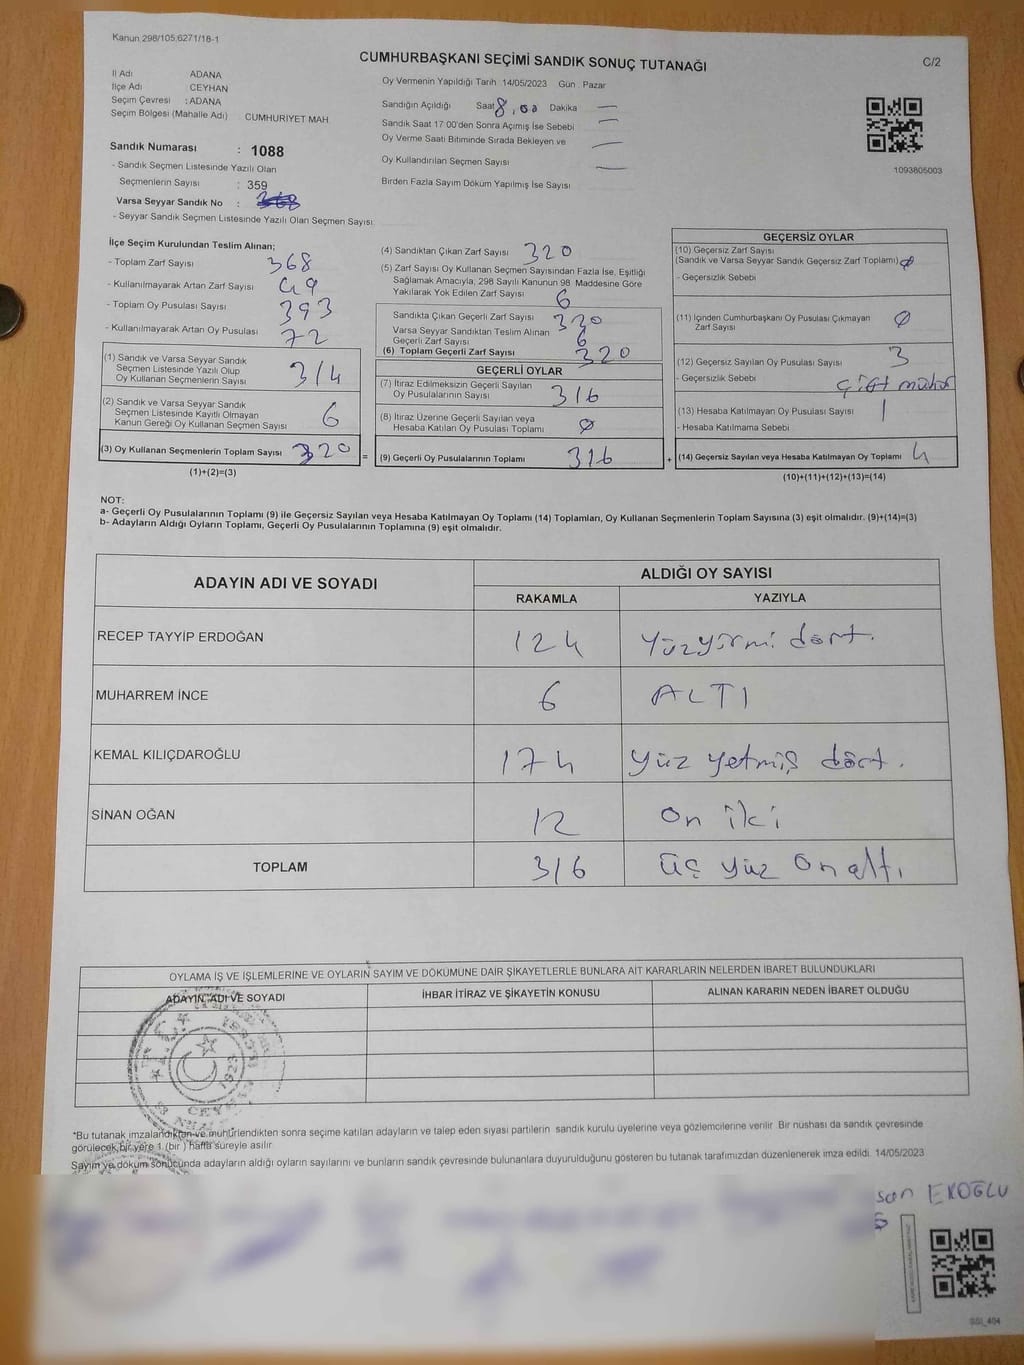 Kanun 298/105,6271/18-1
CUMHURBAŞKANI SEÇİMİ SANDIK SONUÇ TUTANAĞI
C/2
İl Adı ADANA
İlçe Adı CEYHAN
Seçim Çevresi : ADANA
Seçim Bölgesi (Mahalle Adı) CUMHURİYET MAH.
Sandık Numarası : 1088
- Sandık Seçmen Listesinde Yazılı Olan
Seçmenlerin Sayısı : 359
Varsa Seyyar Sandık No :
- Seyyar Sandık Seçmen Listesinde Yazılı Olan Seçmen Sayısı:
Oy Vermenin Yapıldığı Tarih 14/05/2023 Gün Pazar
Sandığın Açıldığı Saat 8,00 Dakika —
Sandık Saat 17:00'den Sonra Açımış İse Sebebi —
Oy Verme Saati Bitiminde Sırada Bekleyen ve
Oy Kullandırılan Seçmen Sayısı —
Birden Fazla Sayım Döküm Yapılmış İse Sayısı —
1093805003
İlçe Seçim Kurulundan Teslim Alınan;
- Toplam Zarf Sayısı 368
- Kullanılmayarak Artan Zarf Sayısı 49
- Toplam Oy Pusulası Sayısı 393
- Kullanılmayarak Artan Oy Pusulası 72
(1) Sandık ve Varsa Seyyar Sandık
Seçmen Listesinde Yazılı Olup
Oy Kullanan Seçmenlerin Sayısı 314
(2) Sandık ve Varsa Seyyar Sandık
Seçmen Listesinde Kayıtlı Olmayan
Kanun Gereği Oy Kullanan Seçmen Sayısı 6
(3) Oy Kullanan Seçmenlerin Toplam Sayısı 320 =
(1)+(2)=(3)
(4) Sandıktan Çıkan Zarf Sayısı 320
(5) Zarf Sayısı Oy Kullanan Seçmen Sayısından Fazla İse, Eşitliği
Sağlamak Amacıyla, 298 Sayılı Kanunun 98 Maddesine Göre
Yakılarak Yok Edilen Zarf Sayısı 6
Sandıkta Çıkan Geçerli Zarf Sayısı 320
Varsa Seyyar Sandıktan Teslim Alınan
Geçerli Zarf Sayısı 6
(6) Toplam Geçerli Zarf Sayısı 320
GEÇERLİ OYLAR
(7) İtiraz Edilmeksizin Geçerli Sayılan
Oy Pusulalarının Sayısı 316
(8) İtiraz Üzerine Geçerli Sayılan veya
Hesaba Katılan Oy Pusulası Toplamı Ø
(9) Geçerli Oy Pusulalarının Toplamı 316 +
GEÇERSİZ OYLAR
(10) Geçersiz Zarf Sayısı
(Sandık ve Varsa Seyyar Sandık Geçersiz Zarf Toplamı) Ø
- Geçersizlik Sebebi
(11) İçinden Cumhurbaşkanı Oy Pusulası Çıkmayan
Zarf Sayısı Ø
(12) Geçersiz Sayılan Oy Pusulası Sayısı 3
- Geçersizlik Sebebi çift mühür
(13) Hesaba Katılmayan Oy Pusulası Sayısı 1
- Hesaba Katılmama Sebebi
(14) Geçersiz Sayılan veya Hesaba Katılmayan Oy Toplamı 4
(10)+(11)+(12)+(13)=(14)
NOT:
a- Geçerli Oy Pusulalarının Toplamı (9) ile Geçersiz Sayılan veya Hesaba Katılmayan Oy Toplamı (14) Toplamları, Oy Kullanan Seçmenlerin Toplam Sayısına (3) eşit olmalıdır. (9)+(14)=(3)
b- Adayların Aldığı Oyların Toplamı, Geçerli Oy Pusulalarının Toplamına (9) eşit olmalıdır.
ADAYIN ADI VE SOYADI ALDIĞI OY SAYISI
RAKAMLA YAZIYLA
RECEP TAYYİP ERDOĞAN 124 Yüzyirmi dört.
MUHARREM İNCE 6 ALTI
KEMAL KILIÇDAROĞLU 174 Yüz yetmiş dört.
SİNAN OĞAN 12 on iki
TOPLAM 316 üç yüz on altı
OYLAMA İŞ VE İŞLEMLERİNE VE OYLARIN SAYIM VE DÖKÜMÜNE DAİR ŞİKAYETLERLE BUNLARA AİT KARARLARIN NELERDEN İBARET BULUNDUKLARI
ADAYIN ADI VE SOYADI İHBAR İTİRAZ VE ŞİKAYETİN KONUSU ALINAN KARARIN NEDEN İBARET OLDUĞU
T.C.
1923
CEYHAN
*Bu tutanak imzalandıktan ve mühürlendikten sonra seçime katılan adayların ve talep eden siyasi partilerin sandık kurulu üyelerine veya gözlemcilerine verilir Bir nüshası da sandık çevresinde
görülecek bir yere 1 (bir) hafta süreyle asılır
Sayım ve döküm sonucunda adayların aldığı oyların sayılarını ve bunların sandık çevresinde bulunanlara duyurulduğunu gösteren bu tutanak tarafımızdan düzenlenerek imza edildi. 14/05/2023
san EKOĞLU